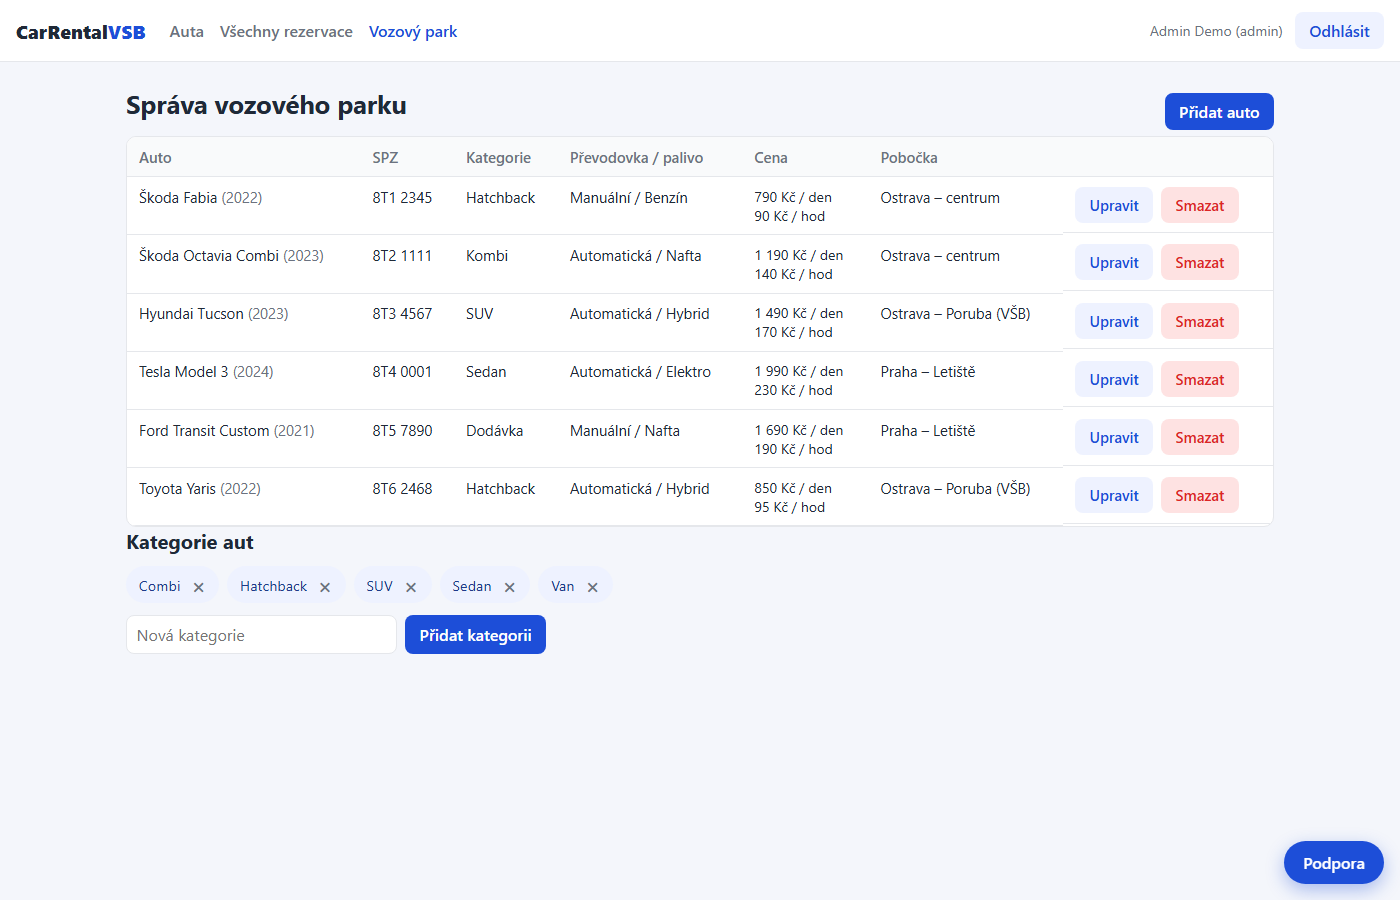 CarRentalVSB Auta Všechny rezervace Vozový park Admin Demo (admin) Odhlásit
Správa vozového parku Přidat auto
Auto SPZ Kategorie Převodovka / palivo Cena Pobočka
Škoda Fabia (2022) 8T1 2345 Hatchback Manuální / Benzín 790 Kč / den Ostrava – centrum Upravit Smazat
90 Kč / hod
Škoda Octavia Combi (2023) 8T2 1111 Kombi Automatická / Nafta 1 190 Kč / den Ostrava – centrum Upravit Smazat
140 Kč / hod
Hyundai Tucson (2023) 8T3 4567 SUV Automatická / Hybrid 1 490 Kč / den Ostrava – Poruba (VŠB) Upravit Smazat
170 Kč / hod
Tesla Model 3 (2024) 8T4 0001 Sedan Automatická / Elektro 1 990 Kč / den Praha – Letiště Upravit Smazat
230 Kč / hod
Ford Transit Custom (2021) 8T5 7890 Dodávka Manuální / Nafta 1 690 Kč / den Praha – Letiště Upravit Smazat
190 Kč / hod
Toyota Yaris (2022) 8T6 2468 Hatchback Automatická / Hybrid 850 Kč / den Ostrava – Poruba (VŠB) Upravit Smazat
95 Kč / hod
Kategorie aut
Combi × Hatchback × SUV × Sedan × Van ×
Nová kategorie Přidat kategorii
Podpora